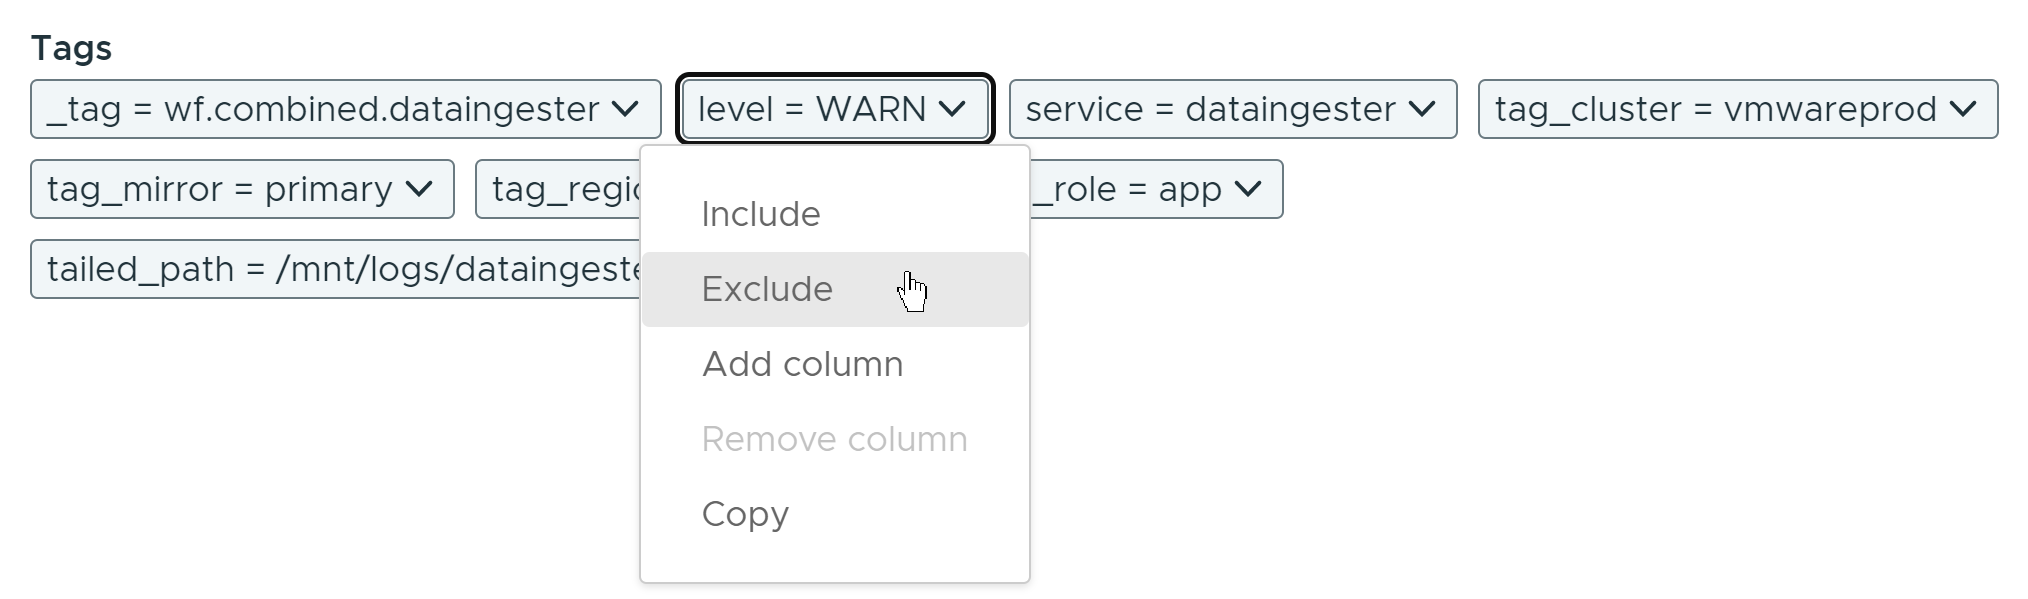 Tags
_tag = wf.combined.dataingester level = WARN service = dataingester tag_cluster = vmwareprod
tag_mirror = primary _role = app
tailed_path =
Include
Exclude
Add column
Remove column
Copy